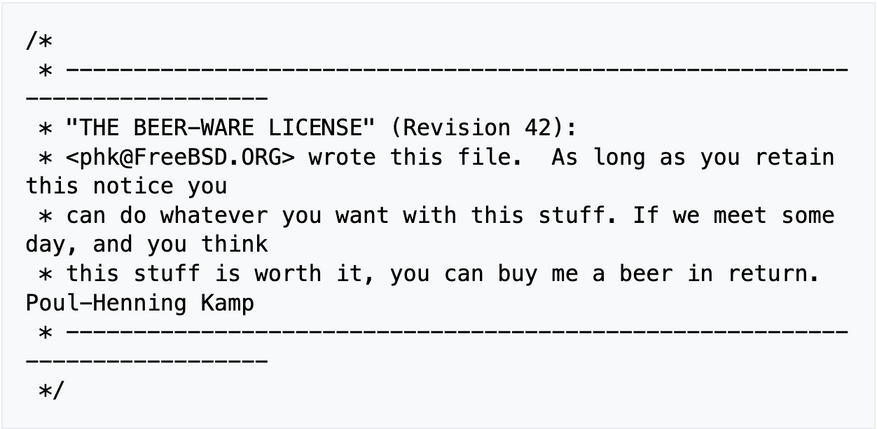 /*
 * ----------------------------------------------------------
------------------
 * "THE BEER-WARE LICENSE" (Revision 42):
 * <phk@FreeBSD.ORG> wrote this file.  As long as you retain
this notice you
 * can do whatever you want with this stuff. If we meet some
day, and you think
 * this stuff is worth it, you can buy me a beer in return.
Poul-Henning Kamp
 * ----------------------------------------------------------
------------------
 */